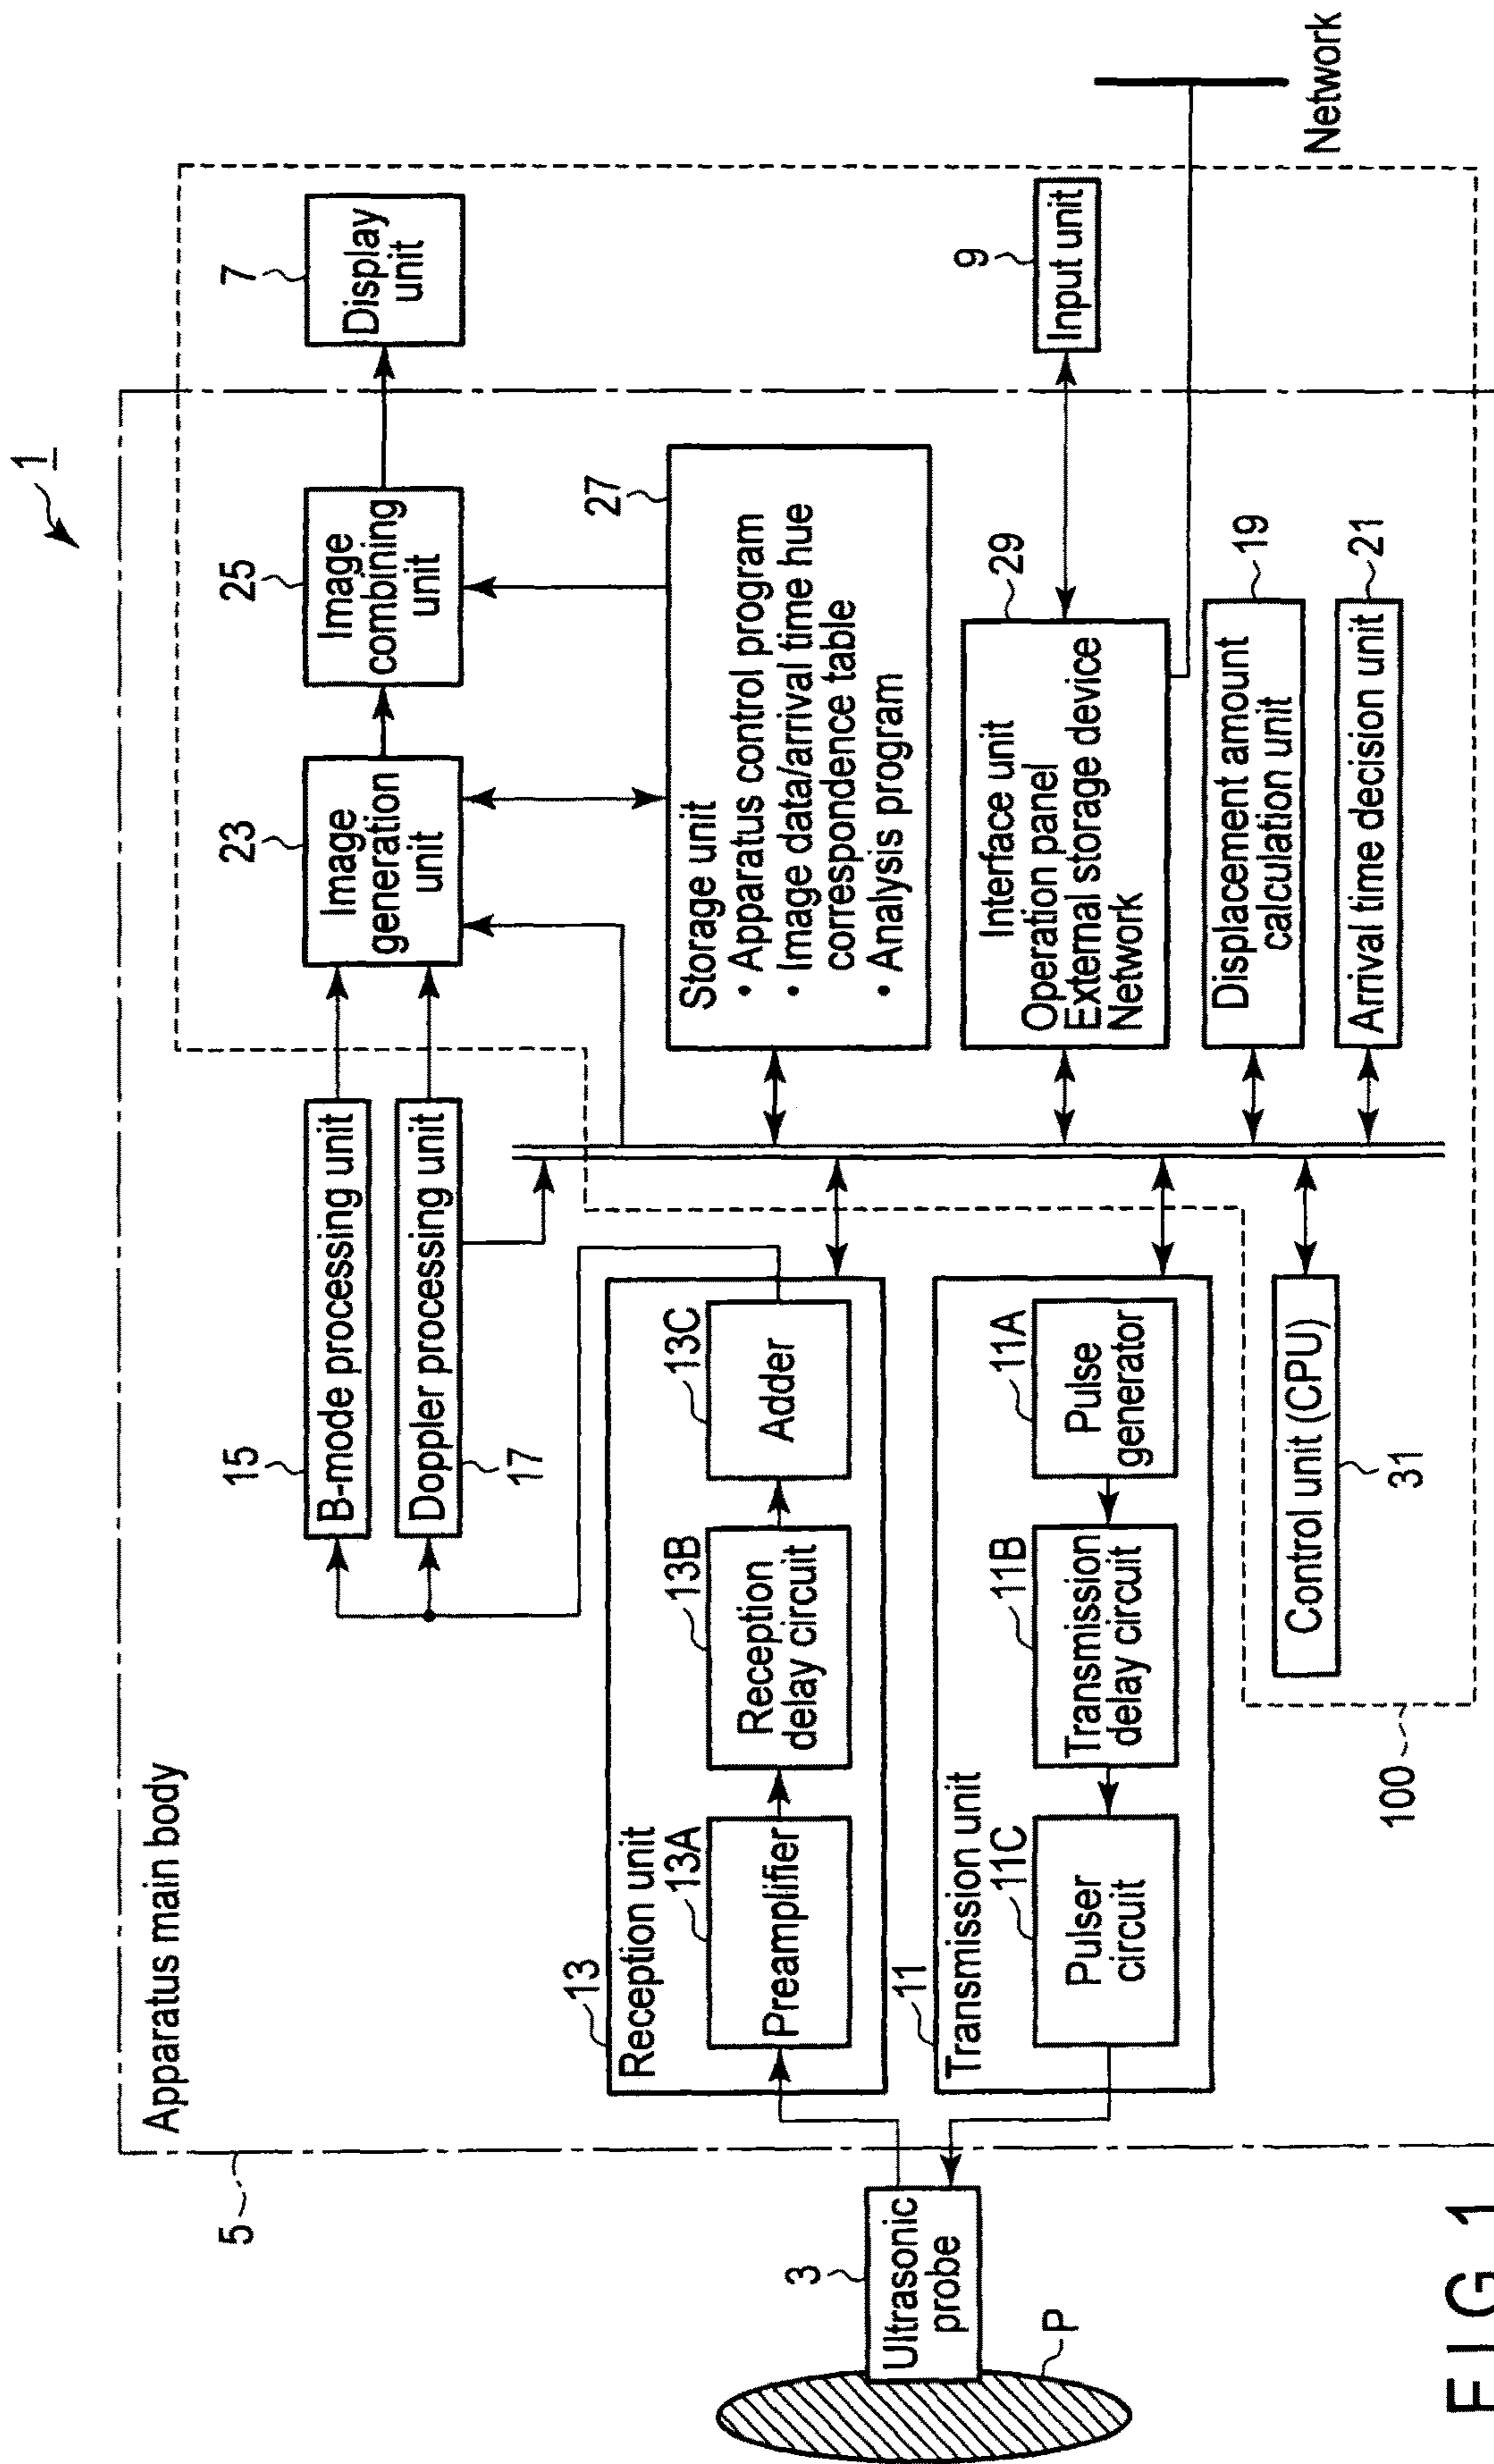 1
Apparatus main body
5
7
Display
unit
25
Image
combining
unit
23
Image
generation
unit
15
B-mode processing unit
Doppler processing unit
17
27
Storage unit
• Apparatus control program
• Image data/arrival time hue
correspondence table
• Analysis program
9
Input unit
29
Interface unit
Operation panel
External storage device
Network
Network
19
Displacement amount
calculation unit
21
Arrival time decision unit
13
Reception unit
13A
Preamplifier
13B
Reception
delay circuit
13C
Adder
11
Transmission unit
11C
Pulser
circuit
11B
Transmission
delay circuit
11A
Pulse
generator
Control unit (CPU)
31
100
3
Ultrasonic
probe
P
FIG.1